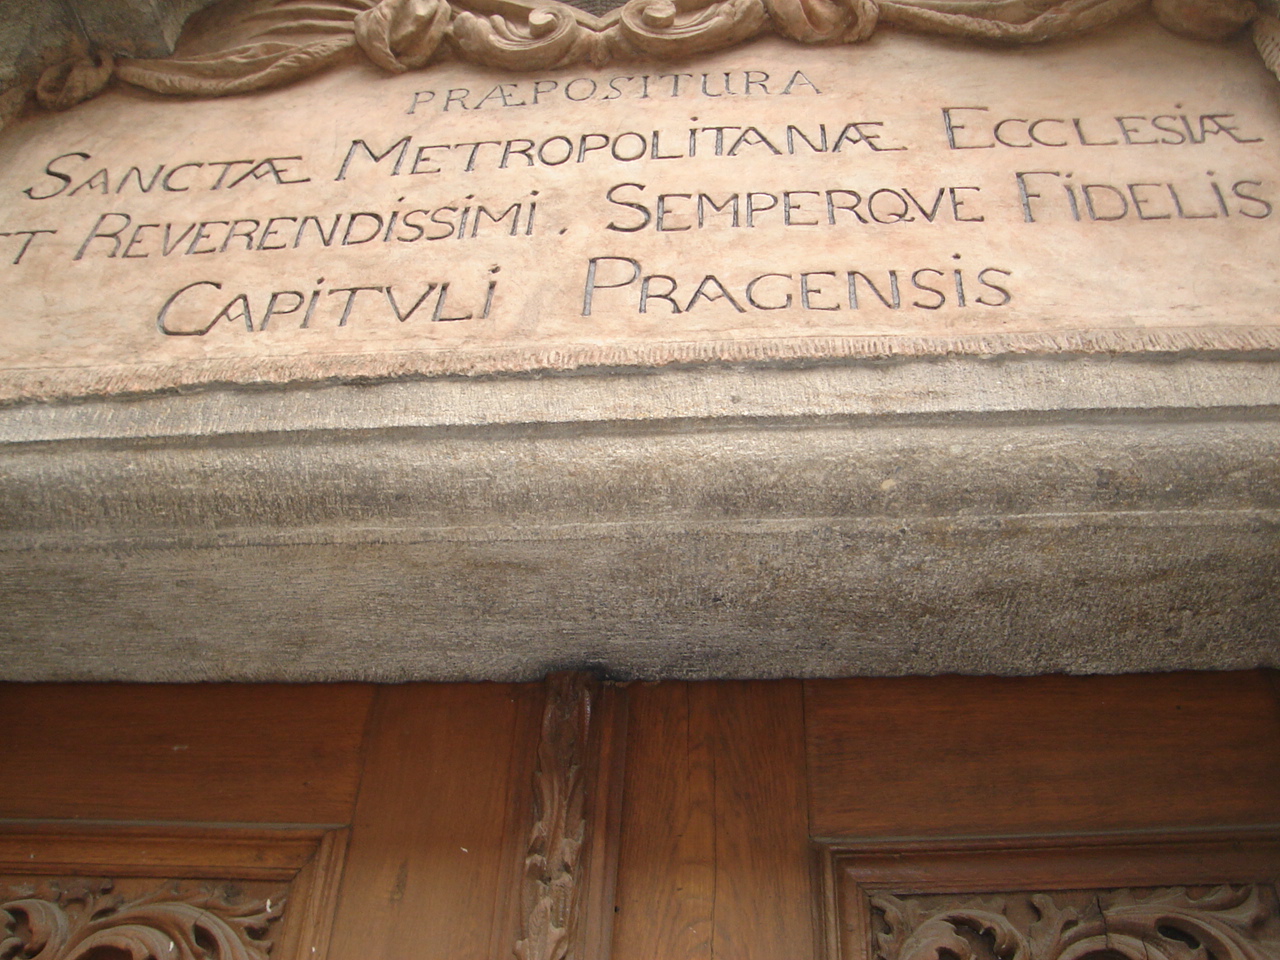 PRÆPOSITURA
SANCTÆ METROPOLITANÆ ECCLESIÆ
T REVERENDISSIMI. SEMPERQVE FIDELIS
CAPITVLI PRAGENSIS